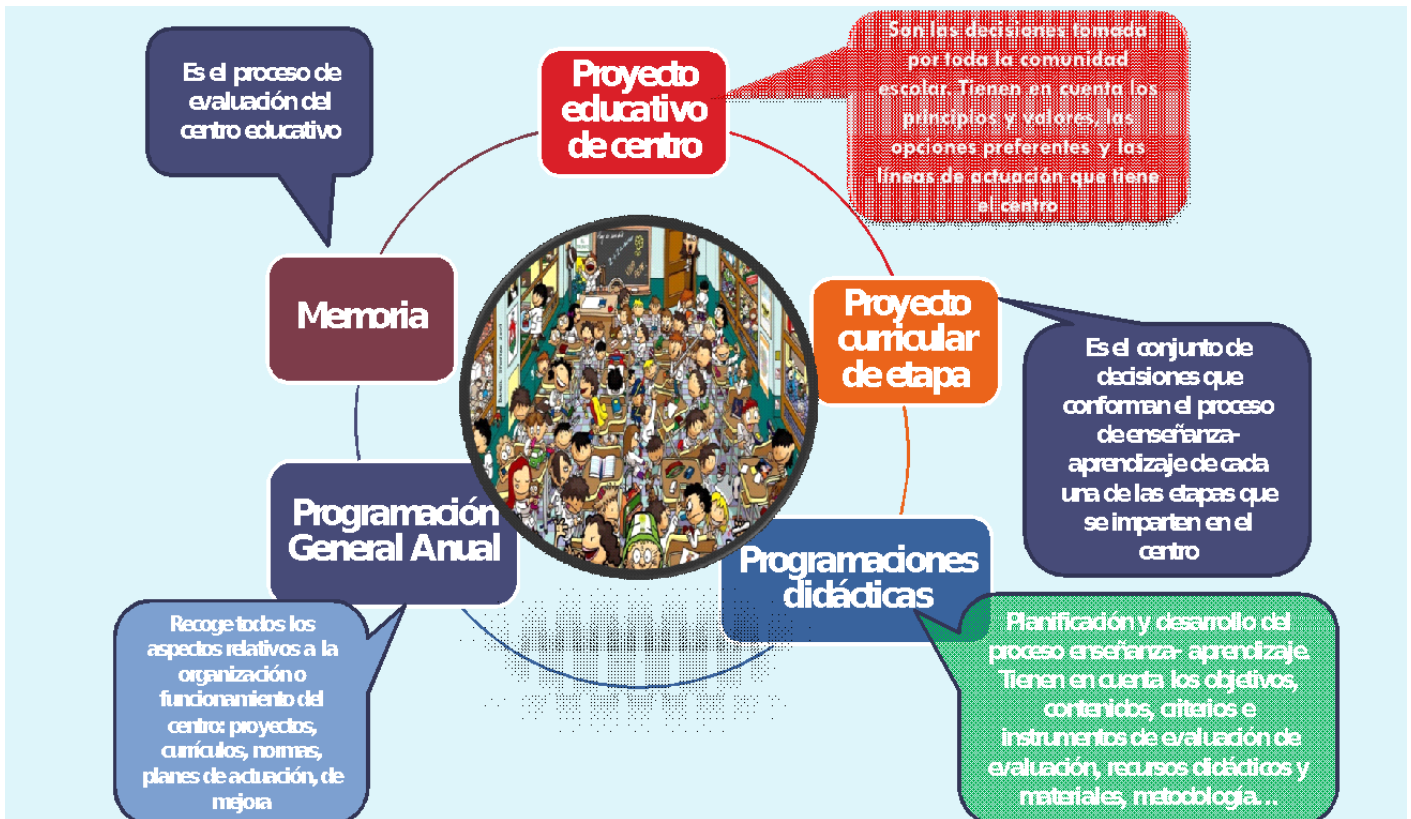 Es el proceso de
evaluación del
centro educativo
Proyecto
educativo
de centro
Son las decisiones tomada
por toda la comunidad
escolar. Tienen en cuenta los
principios y valores, las
opciones preferentes y las
líneas de actuación que tiene
el centro
Memoria
Proyecto
curricular
de etapa
Es el conjunto de
decisiones que
conforman el proceso
de enseñanza-
aprendizaje de cada
una de las etapas que
se imparten en el
centro
Programación
General Anual
Programaciones
didácticas
Recoge todos los
aspectos relativos a la
organización o
funcionamiento del
centro: proyectos,
currículos, normas,
planes de actuación, de
mejora
Planificación y desarrollo del
proceso enseñanza- aprendizaje.
Tienen en cuenta los objetivos,
contenidos, criterios e
instrumentos de evaluación de
evaluación, recursos didácticos y
materiales, metodología...